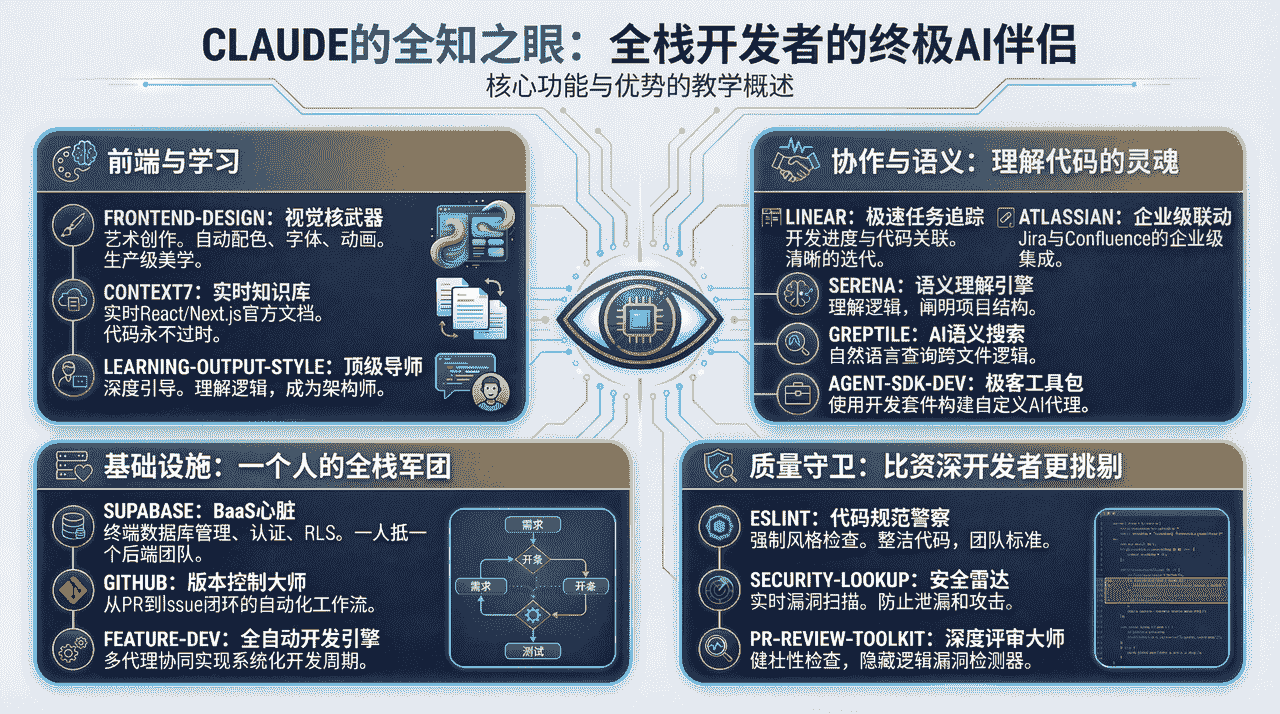 CLAUDE的全知之眼：全栈开发者的终极AI伴侣
核心功能与优势的教学概述
前端与学习
FRONTEND-DESIGN：视觉核武器
艺术创作。自动配色、字体、动画。
生产级美学。
CONTEXT7：实时知识库
实时React/Next.js官方文档。
代码永不过时。
LEARNING-OUTPUT-STYLE：顶级导师
深度引导。理解逻辑，成为架构师。
协作与语义：理解代码的灵魂
LINEAR：极速任务追踪
开发进度与代码关联。
清晰的迭代。
ATLASSIAN：企业级联动
Jira与Confluence的企业级
集成。
SERENA：语义理解引擎
理解逻辑，阐明项目结构。
GREPTILE：AI语义搜索
自然语言查询跨文件逻辑。
AGENT-SDK-DEV：极客工具包
使用开发套件构建自定义AI代理。
基础设施：一个人的全栈军团
SUPABASE：BaaS心脏
终端数据库管理、认证、RLS。一人抵一
个后端团队。
GITHUB：版本控制大师
从PR到Issue闭环的自动化工作流。
FEATURE-DEV：全自动开发引擎
多代理协同实现系统化开发周期。
需求
开条
需求
开条
测试
质量守卫：比资深开发者更挑剔
ESLINT：代码规范警察
强制风格检查。整洁代码，团队标准。
SECURITY-LOOKUP：安全雷达
实时漏洞扫描。防止泄漏和攻击。
PR-REVIEW-TOOLKIT：深度评审大师
健壮性检查，隐藏逻辑漏洞检测器。